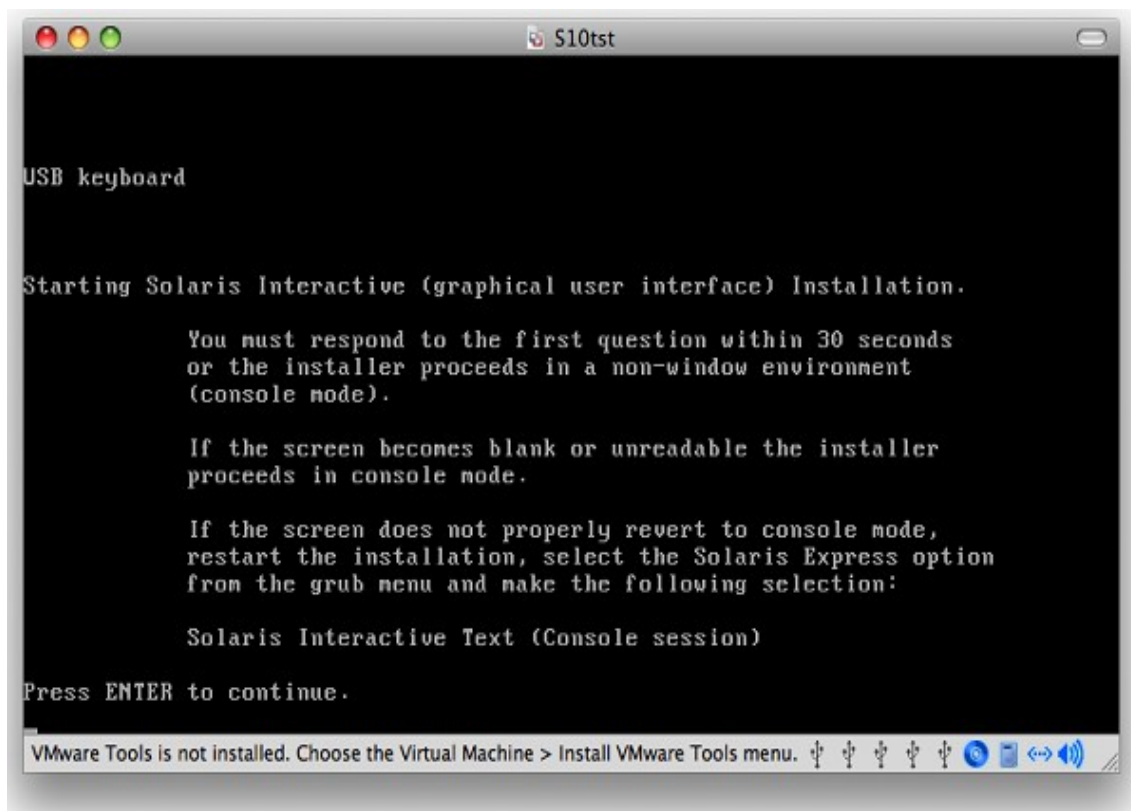 S10tst
USB keyboard
Starting Solaris Interactive (graphical user interface) Installation.
You must respond to the first question within 30 seconds
or the installer proceeds in a non-window environment
(console mode).
If the screen becomes blank or unreadable the installer
proceeds in console mode.
If the screen does not properly revert to console mode,
restart the installation, select the Solaris Express option
from the grub menu and make the following selection:
Solaris Interactive Text (Console session)
Press ENTER to continue.
VMware Tools is not installed. Choose the Virtual Machine > Install VMware Tools menu.